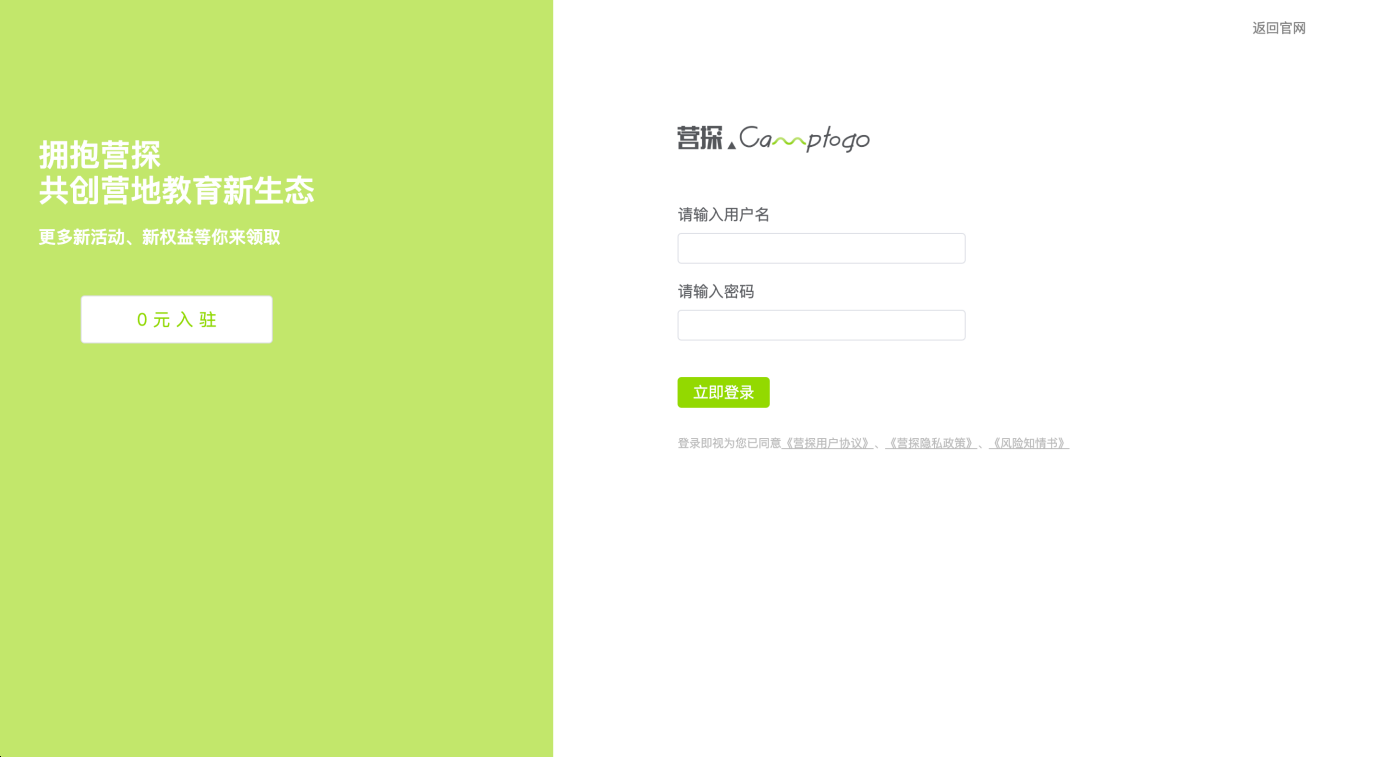 返回官网
拥抱营探
共创营地教育新生态
更多新活动、新权益等你来领取
0元入驻
营探.Camptogo
请输入用户名
请输入密码
立即登录
登录即视为您已同意《营探用户协议》、《营探隐私政策》、《风险知情书》